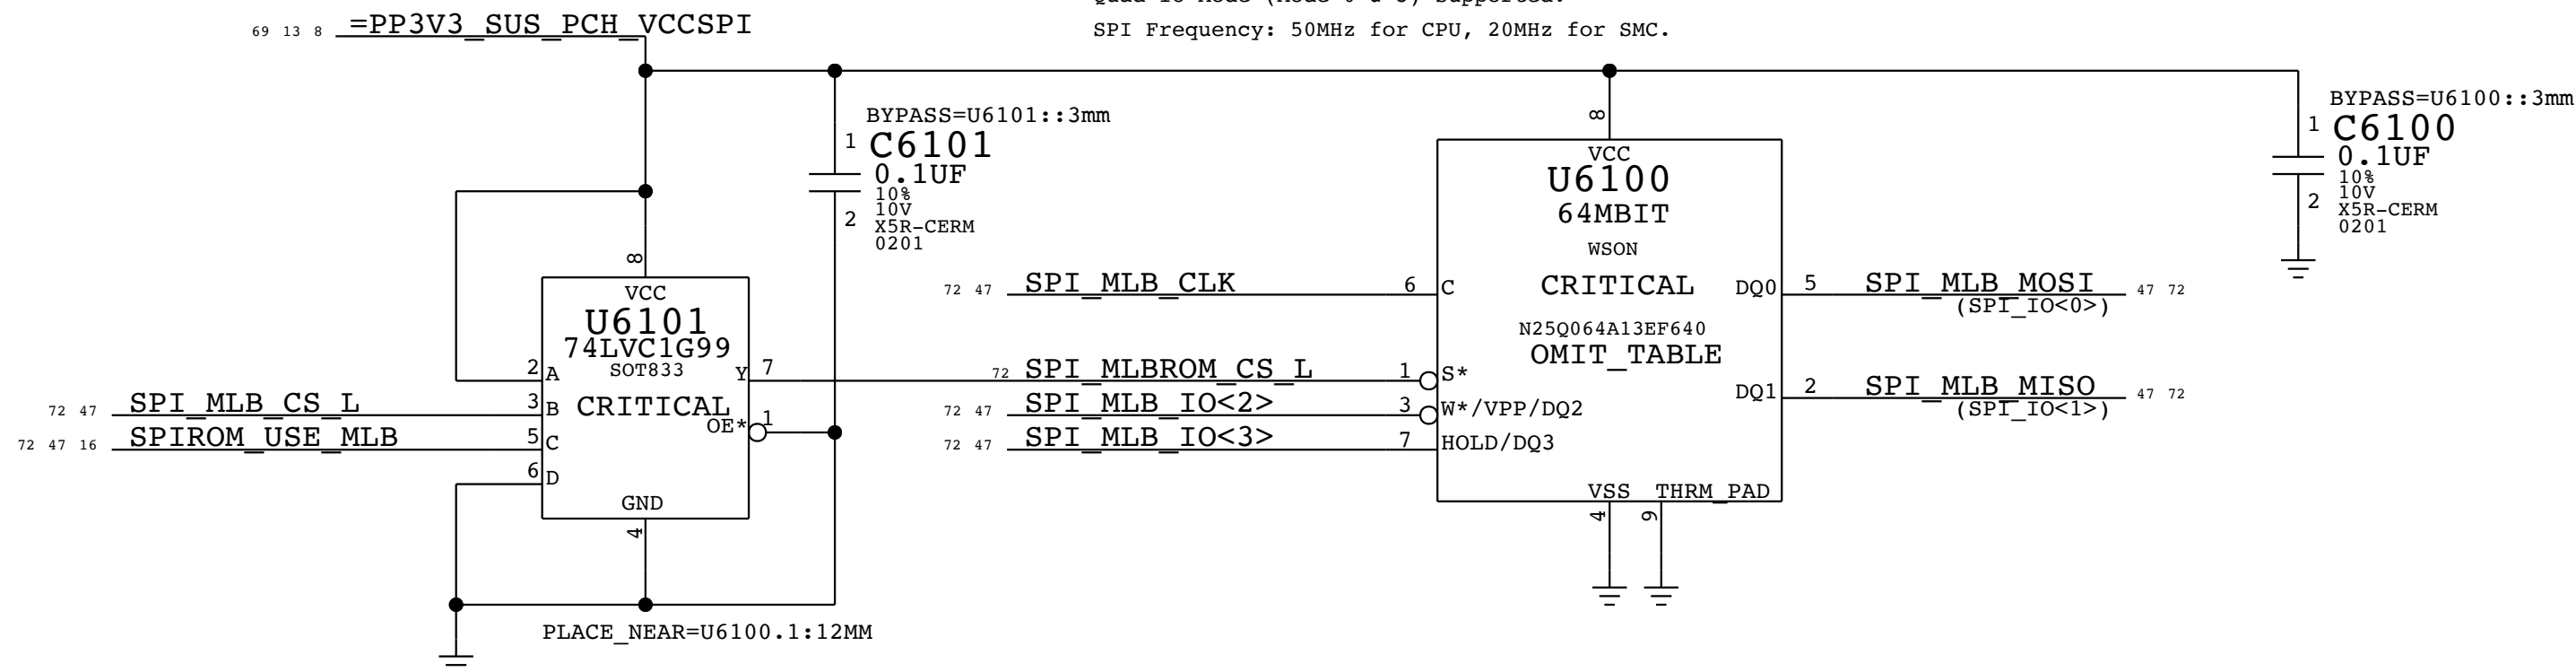 SPI Frequency: 50MHz for CPU, 20MHz for SMC.
69 13 8 =PP3V3_SUS_PCH_VCCSPI
BYPASS=U6101::3mm
1 C6101
0.1UF
10%
10V
X5R-CERM
0201
2
8
VCC
U6101
74LVC1G99
SOT833
CRITICAL
2 A
72 47 SPI_MLB_CS_L 3 B
72 47 16 SPIROM_USE_MLB 5 C
6 D
Y 7
OE* 1
GND
4
PLACE_NEAR=U6100.1:12MM
72 47 SPI_MLB_CLK 6 C
72 SPI_MLBROM_CS_L 1 S*
72 47 SPI_MLB_IO<2> 3 W*/VPP/DQ2
72 47 SPI_MLB_IO<3> 7 HOLD/DQ3
8
VCC
U6100
64MBIT
WSON
CRITICAL
N25Q064A13EF640
OMIT_TABLE
DQ0 5 SPI_MLB_MOSI 47 72
(SPI_IO<0>)
DQ1 2 SPI_MLB_MISO 47 72
(SPI_IO<1>)
VSS THRM_PAD
4 9
BYPASS=U6100::3mm
1 C6100
0.1UF
10%
10V
X5R-CERM
0201
2